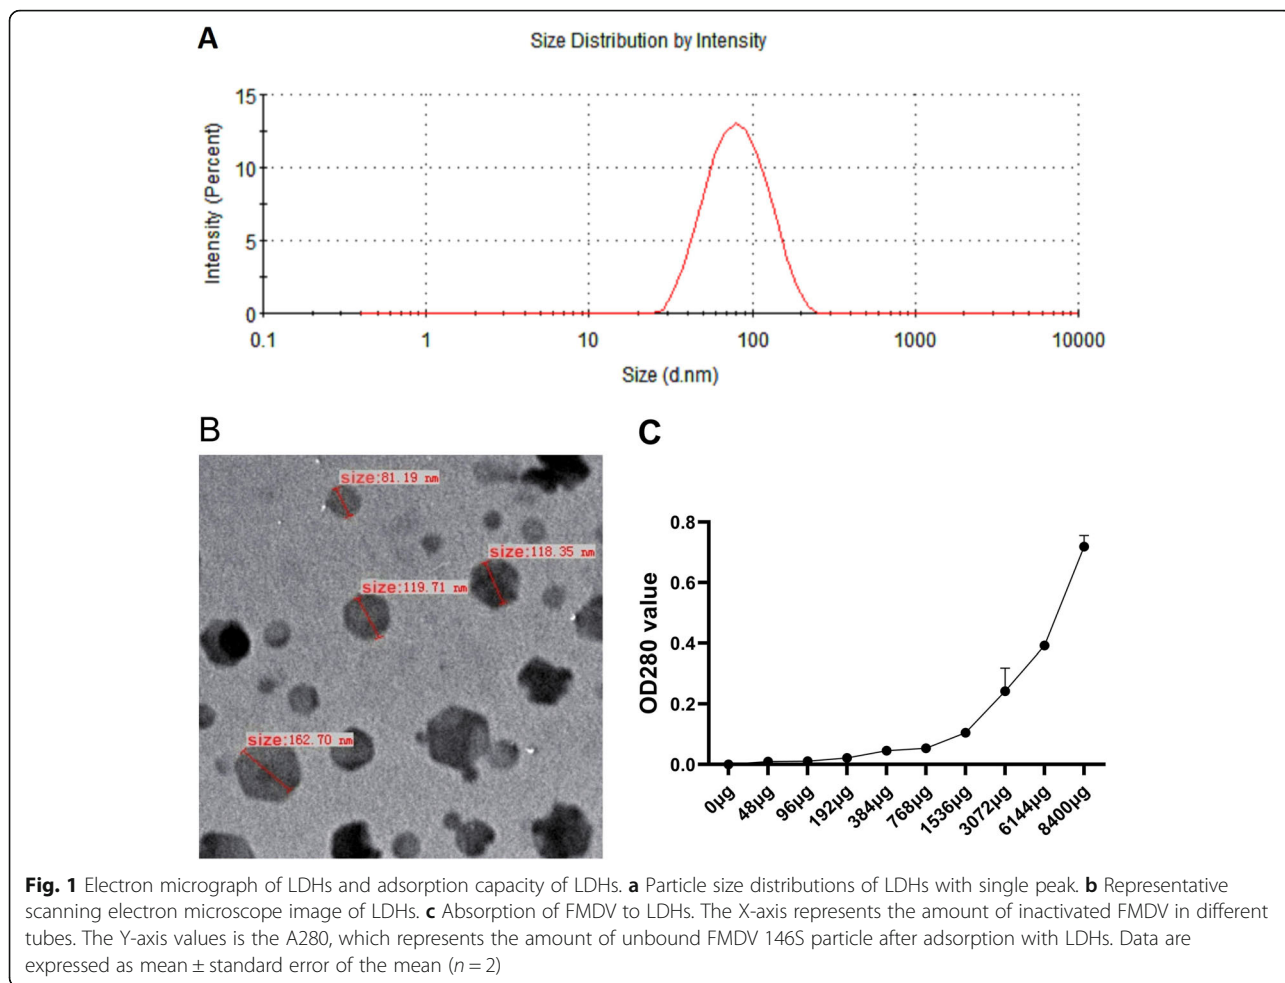 A
Size Distribution by Intensity
Intensity (Percent)
15
10
5
0
0.1 1 10 100 1000 10000
Size (d.nm)
B
size:81.19 nm
size:118.35 nm
size:119.71 nm
size:162.70 nm
C
OD280 value
0.8
0.6
0.4
0.2
0.0
0μg 48μg 96μg 192μg 384μg 768μg 1536μg 3072μg 6144μg 8400μg
Fig. 1 Electron micrograph of LDHs and adsorption capacity of LDHs. a Particle size distributions of LDHs with single peak. b Representative
scanning electron microscope image of LDHs. c Absorption of FMDV to LDHs. The X-axis represents the amount of inactivated FMDV in different
tubes. The Y-axis values is the A280, which represents the amount of unbound FMDV 146S particle after adsorption with LDHs. Data are
expressed as mean ± standard error of the mean (n = 2)